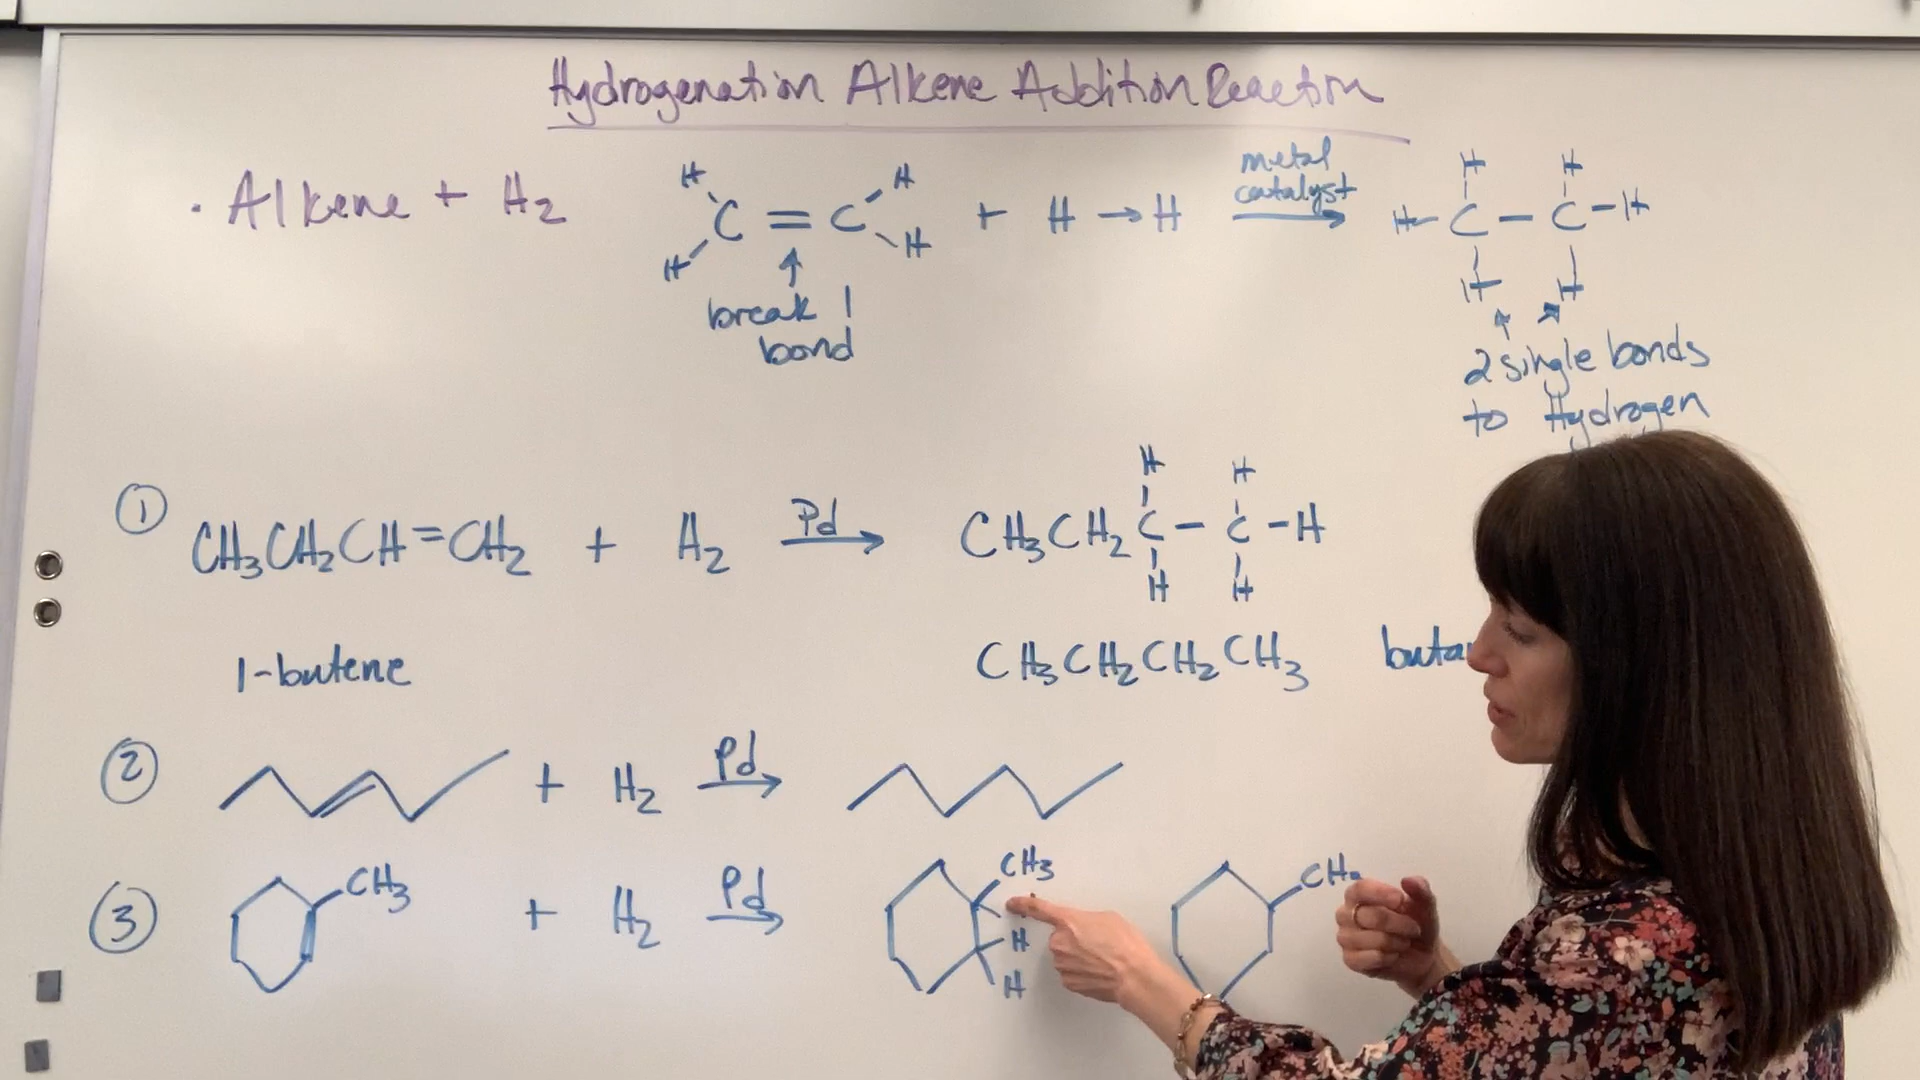 Hydrogenation Alkene Addition Reaction
. Alkene + H2
H H C = C H H + H → H metal catalyst → H H H - C - C - H H H
break 1
bond
2 single bonds
to Hydrogen
① CH3CH2CH=CH2 + H2 Pd → CH3CH2 H H C - C - H H H
1-butene
CH3CH2CH2CH3
② + H2 Pd →
③ CH3 + H2 Pd → CH3 H H